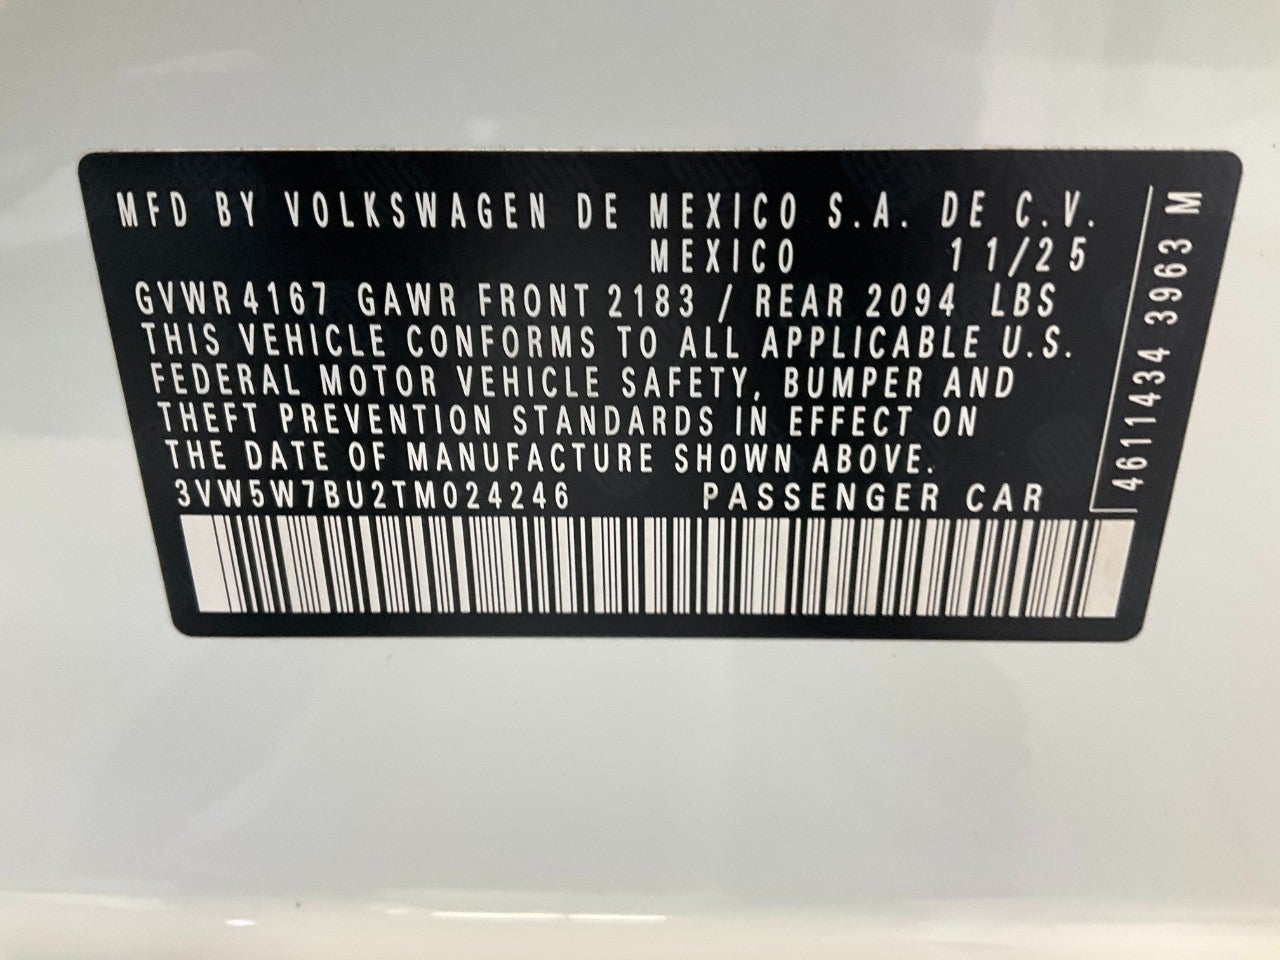 MFD BY VOLKSWAGEN DE MEXICO S.A. DE C.V.
MEXICO 11/25
GVWR 4167 GAWR FRONT 2183 / REAR 2094 LBS
THIS VEHICLE CONFORMS TO ALL APPLICABLE U.S.
FEDERAL MOTOR VEHICLE SAFETY, BUMPER AND
THEFT PREVENTION STANDARDS IN EFFECT ON
THE DATE OF MANUFACTURE SHOWN ABOVE.
3VW5W7BU2TM024246 PASSENGER CAR
461 1434 3963 M